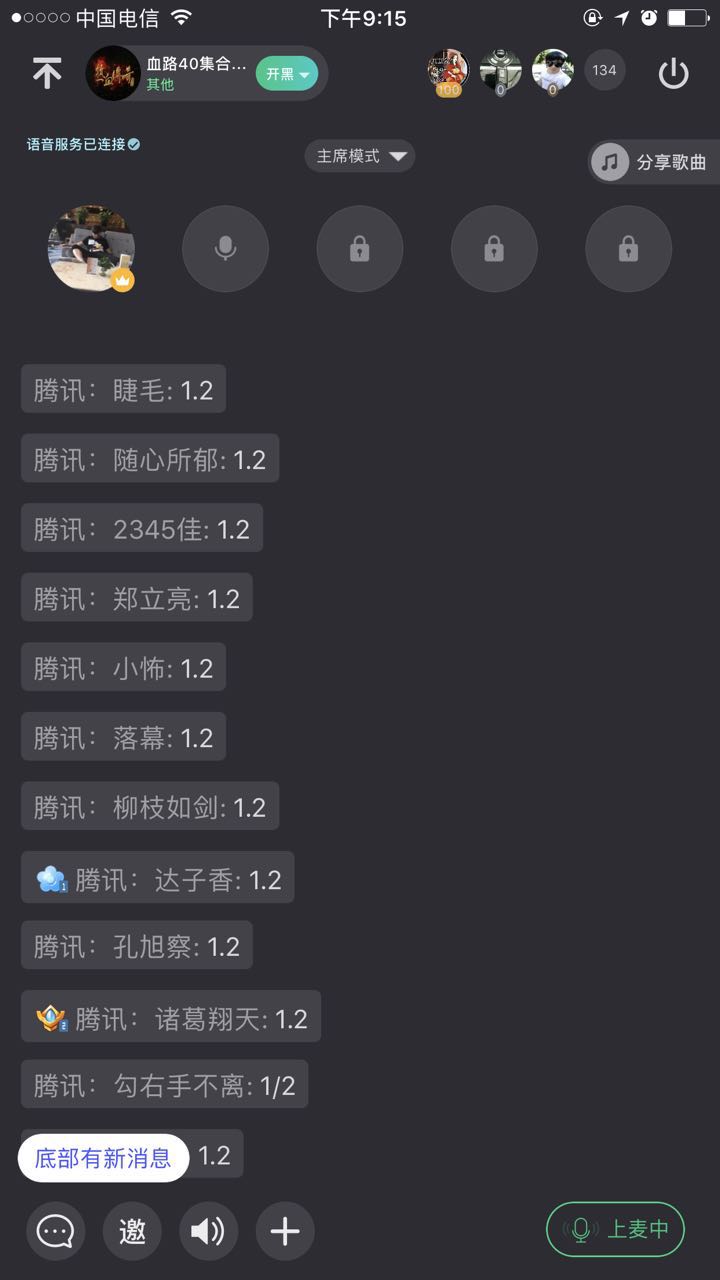 中国电信
下午9:15
血路40集合...
其他
开黑
100
0
0
134
语音服务已连接
主席模式
分享歌曲
腾讯： 睫毛: 1.2
腾讯： 随心所郁: 1.2
腾讯： 2345佳: 1.2
腾讯： 郑立亮: 1.2
腾讯： 小怖: 1.2
腾讯： 落幕: 1.2
腾讯： 柳枝如剑: 1.2
1 腾讯： 达子香: 1.2
腾讯： 孔旭察: 1.2
2 腾讯： 诸葛翔天: 1.2
腾讯： 勾右手不离: 1/2
底部有新消息 1.2
邀
上麦中